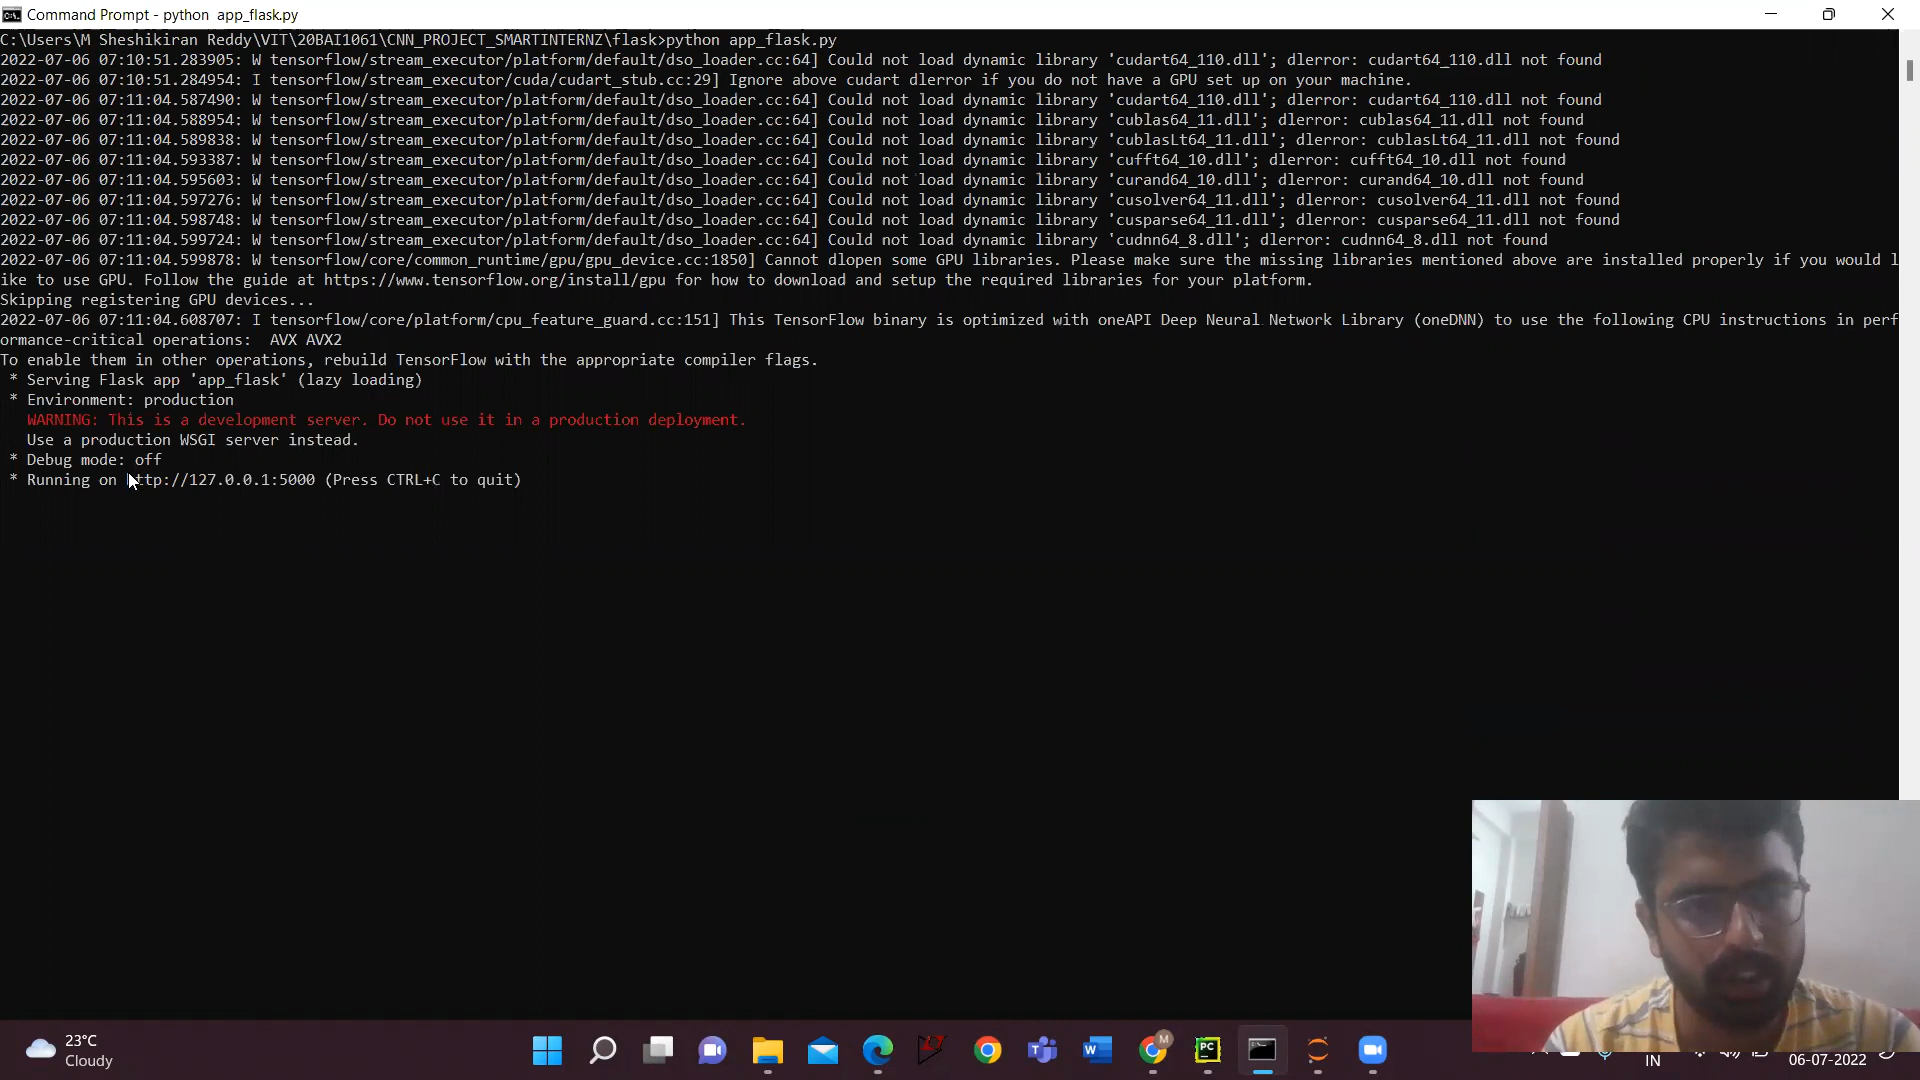 Command Prompt - python  app_flask.py
C:\Users\M Sheshikiran Reddy\VIT\20BAI1061\CNN_PROJECT_SMARTINTERNZ\flask>python app_flask.py
2022-07-06 07:10:51.283905: W tensorflow/stream_executor/platform/default/dso_loader.cc:64] Could not load dynamic library 'cudart64_110.dll'; dlerror: cudart64_110.dll not found
2022-07-06 07:10:51.284954: I tensorflow/stream_executor/cuda/cudart_stub.cc:29] Ignore above cudart dlerror if you do not have a GPU set up on your machine.
2022-07-06 07:11:04.587490: W tensorflow/stream_executor/platform/default/dso_loader.cc:64] Could not load dynamic library 'cudart64_110.dll'; dlerror: cudart64_110.dll not found
2022-07-06 07:11:04.588954: W tensorflow/stream_executor/platform/default/dso_loader.cc:64] Could not load dynamic library 'cublas64_11.dll'; dlerror: cublas64_11.dll not found
2022-07-06 07:11:04.589838: W tensorflow/stream_executor/platform/default/dso_loader.cc:64] Could not load dynamic library 'cublasLt64_11.dll'; dlerror: cublasLt64_11.dll not found
2022-07-06 07:11:04.593387: W tensorflow/stream_executor/platform/default/dso_loader.cc:64] Could not load dynamic library 'cufft64_10.dll'; dlerror: cufft64_10.dll not found
2022-07-06 07:11:04.595603: W tensorflow/stream_executor/platform/default/dso_loader.cc:64] Could not load dynamic library 'curand64_10.dll'; dlerror: curand64_10.dll not found
2022-07-06 07:11:04.597276: W tensorflow/stream_executor/platform/default/dso_loader.cc:64] Could not load dynamic library 'cusolver64_11.dll'; dlerror: cusolver64_11.dll not found
2022-07-06 07:11:04.598748: W tensorflow/stream_executor/platform/default/dso_loader.cc:64] Could not load dynamic library 'cusparse64_11.dll'; dlerror: cusparse64_11.dll not found
2022-07-06 07:11:04.599724: W tensorflow/stream_executor/platform/default/dso_loader.cc:64] Could not load dynamic library 'cudnn64_8.dll'; dlerror: cudnn64_8.dll not found
2022-07-06 07:11:04.599878: W tensorflow/core/common_runtime/gpu/gpu_device.cc:1850] Cannot dlopen some GPU libraries. Please make sure the missing libraries mentioned above are installed properly if you would l
ike to use GPU. Follow the guide at https://www.tensorflow.org/install/gpu for how to download and setup the required libraries for your platform.
Skipping registering GPU devices...
2022-07-06 07:11:04.608707: I tensorflow/core/platform/cpu_feature_guard.cc:151] This TensorFlow binary is optimized with oneAPI Deep Neural Network Library (oneDNN) to use the following CPU instructions in perf
ormance-critical operations:  AVX AVX2
To enable them in other operations, rebuild TensorFlow with the appropriate compiler flags.
* Serving Flask app 'app_flask' (lazy loading)
* Environment: production
WARNING: This is a development server. Do not use it in a production deployment.
Use a production WSGI server instead.
* Debug mode: off
* Running on http://127.0.0.1:5000 (Press CTRL+C to quit)
23°C
Cloudy
IN
06-07-2022